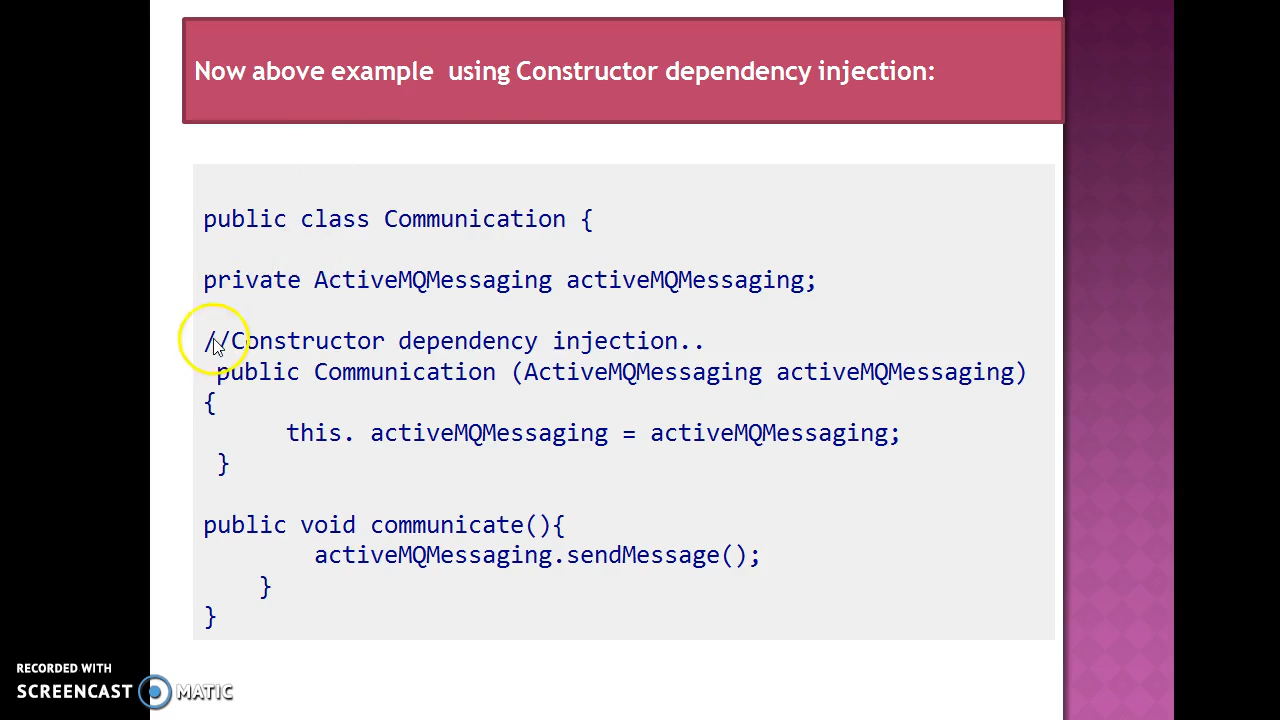 Now above example  using Constructor dependency injection:
public class Communication {
private ActiveMQMessaging activeMQMessaging;
//Constructor dependency injection..
public Communication (ActiveMQMessaging activeMQMessaging)
{
this. activeMQMessaging = activeMQMessaging;
}
public void communicate(){
activeMQMessaging.sendMessage();
}
}
RECORDED WITH
SCREENCAST MATIC